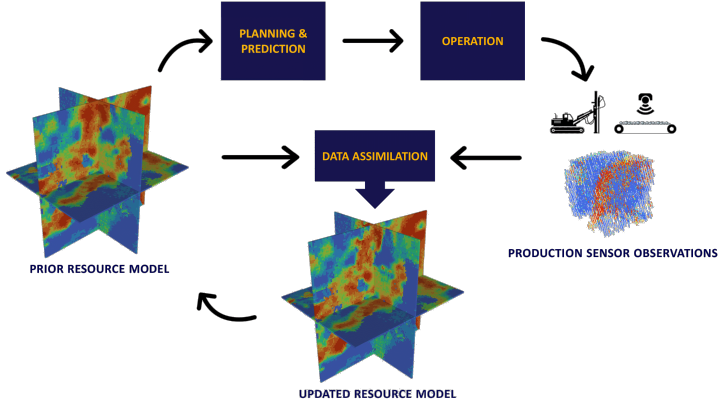 PLANNING &
PREDICTION
OPERATION
DATA ASSIMILATION
PRODUCTION SENSOR OBSERVATIONS
PRIOR RESOURCE MODEL
UPDATED RESOURCE MODEL